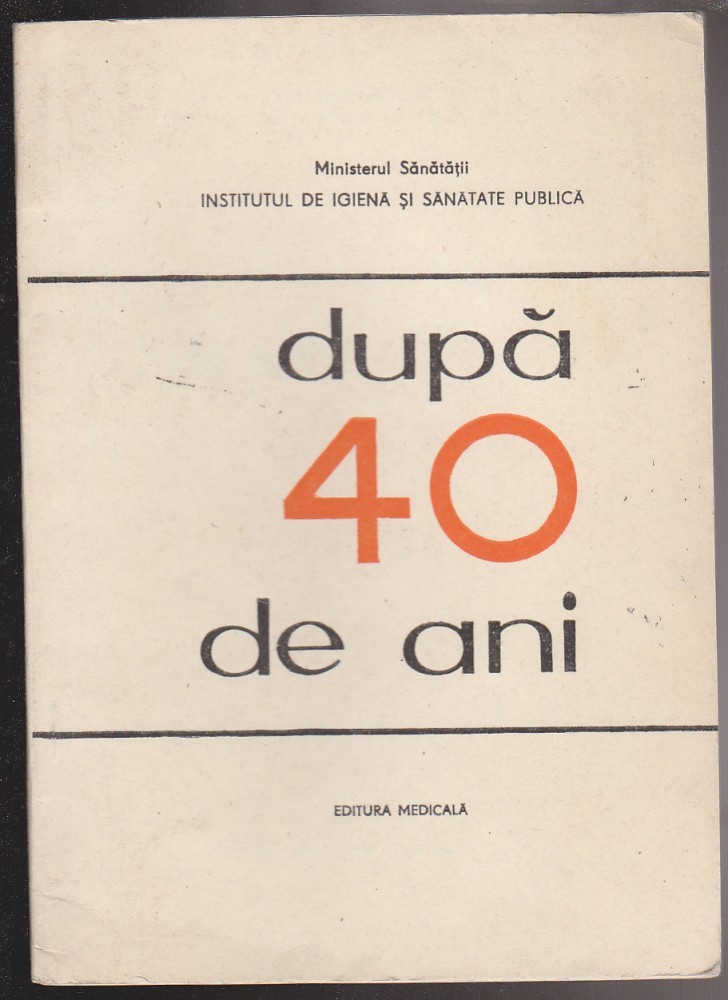 Ministerul Sănătății
INSTITUTUL DE IGIENĂ ȘI SĂNĂTATE PUBLICĂ
după
40
de ani
EDITURA MEDICALĂ